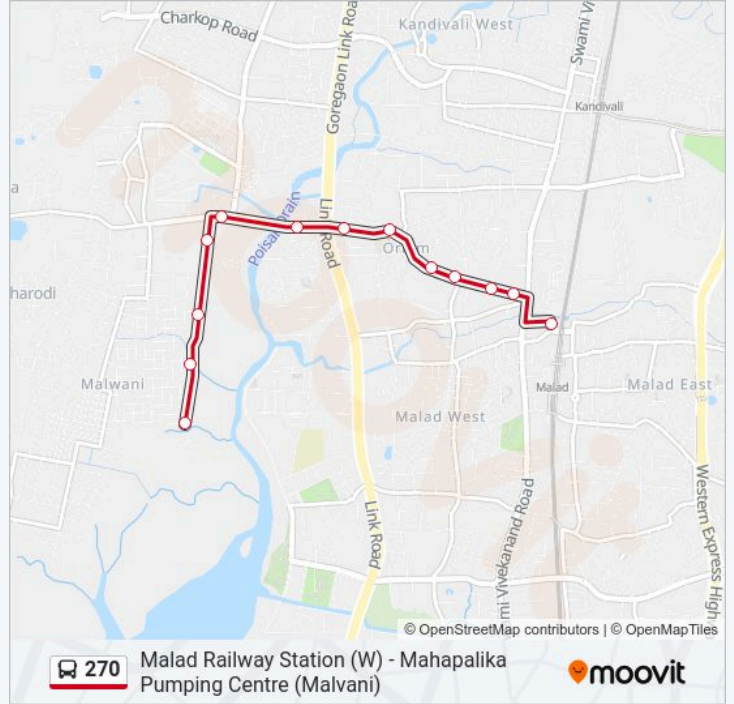 Charkop Road
Kandivali West
Goregaon Link Roa
Swami Vi
Kandivali
a
Poisar Drain
Link Road
Orlem
harodi
Malwani
Malad
Malad East
Malad West
Link Road
mi Vivekanand Road
Western Express High
© OpenStreetMap contributors | © OpenMapTiles
270
Malad Railway Station (W) - Mahapalika
Pumping Centre (Malvani)
moovit